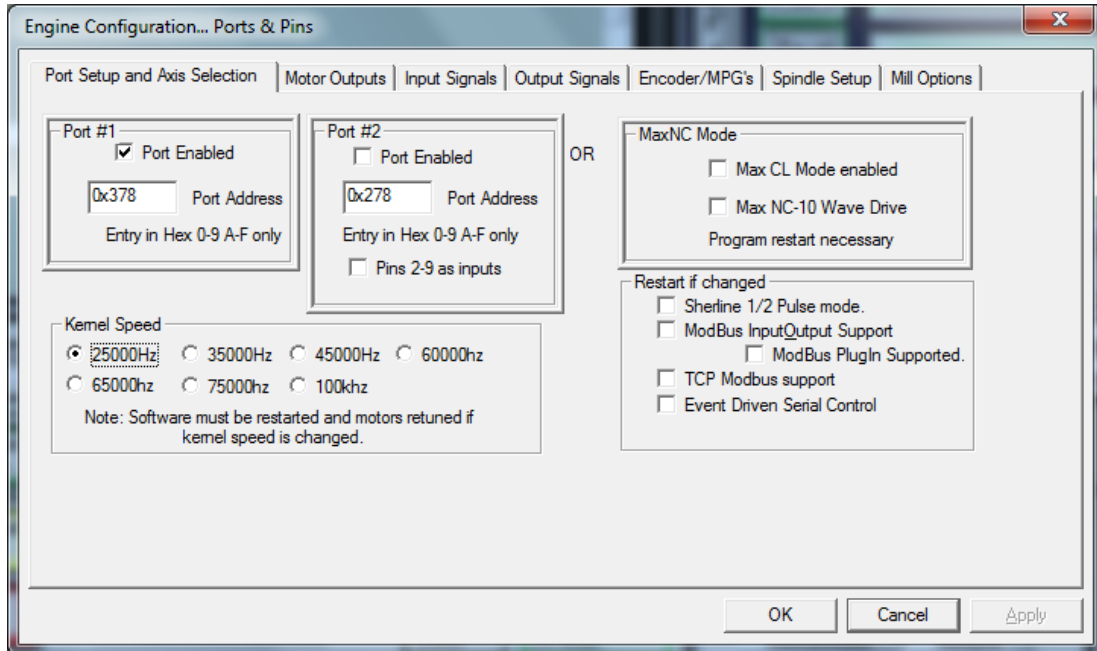 Engine Configuration... Ports & Pins
Port Setup and Axis Selection
Motor Outputs
Input Signals
Output Signals
Encoder/MPG's
Spindle Setup
Mill Options
Port #1
Port Enabled
0x378
Port Address
Entry in Hex 0-9 A-F only
Port #2
Port Enabled
0x278
Port Address
Entry in Hex 0-9 A-F only
Pins 2-9 as inputs
OR
MaxNC Mode
Max CL Mode enabled
Max NC-10 Wave Drive
Program restart necessary
Restart if changed
Sherline 1/2 Pulse mode.
ModBus InputOutput Support
ModBus PlugIn Supported.
TCP Modbus support
Event Driven Serial Control
Kernel Speed
25000Hz
35000Hz
45000Hz
60000hz
65000hz
75000hz
100khz
Note: Software must be restarted and motors retuned if
kernel speed is changed.
OK
Cancel
Apply